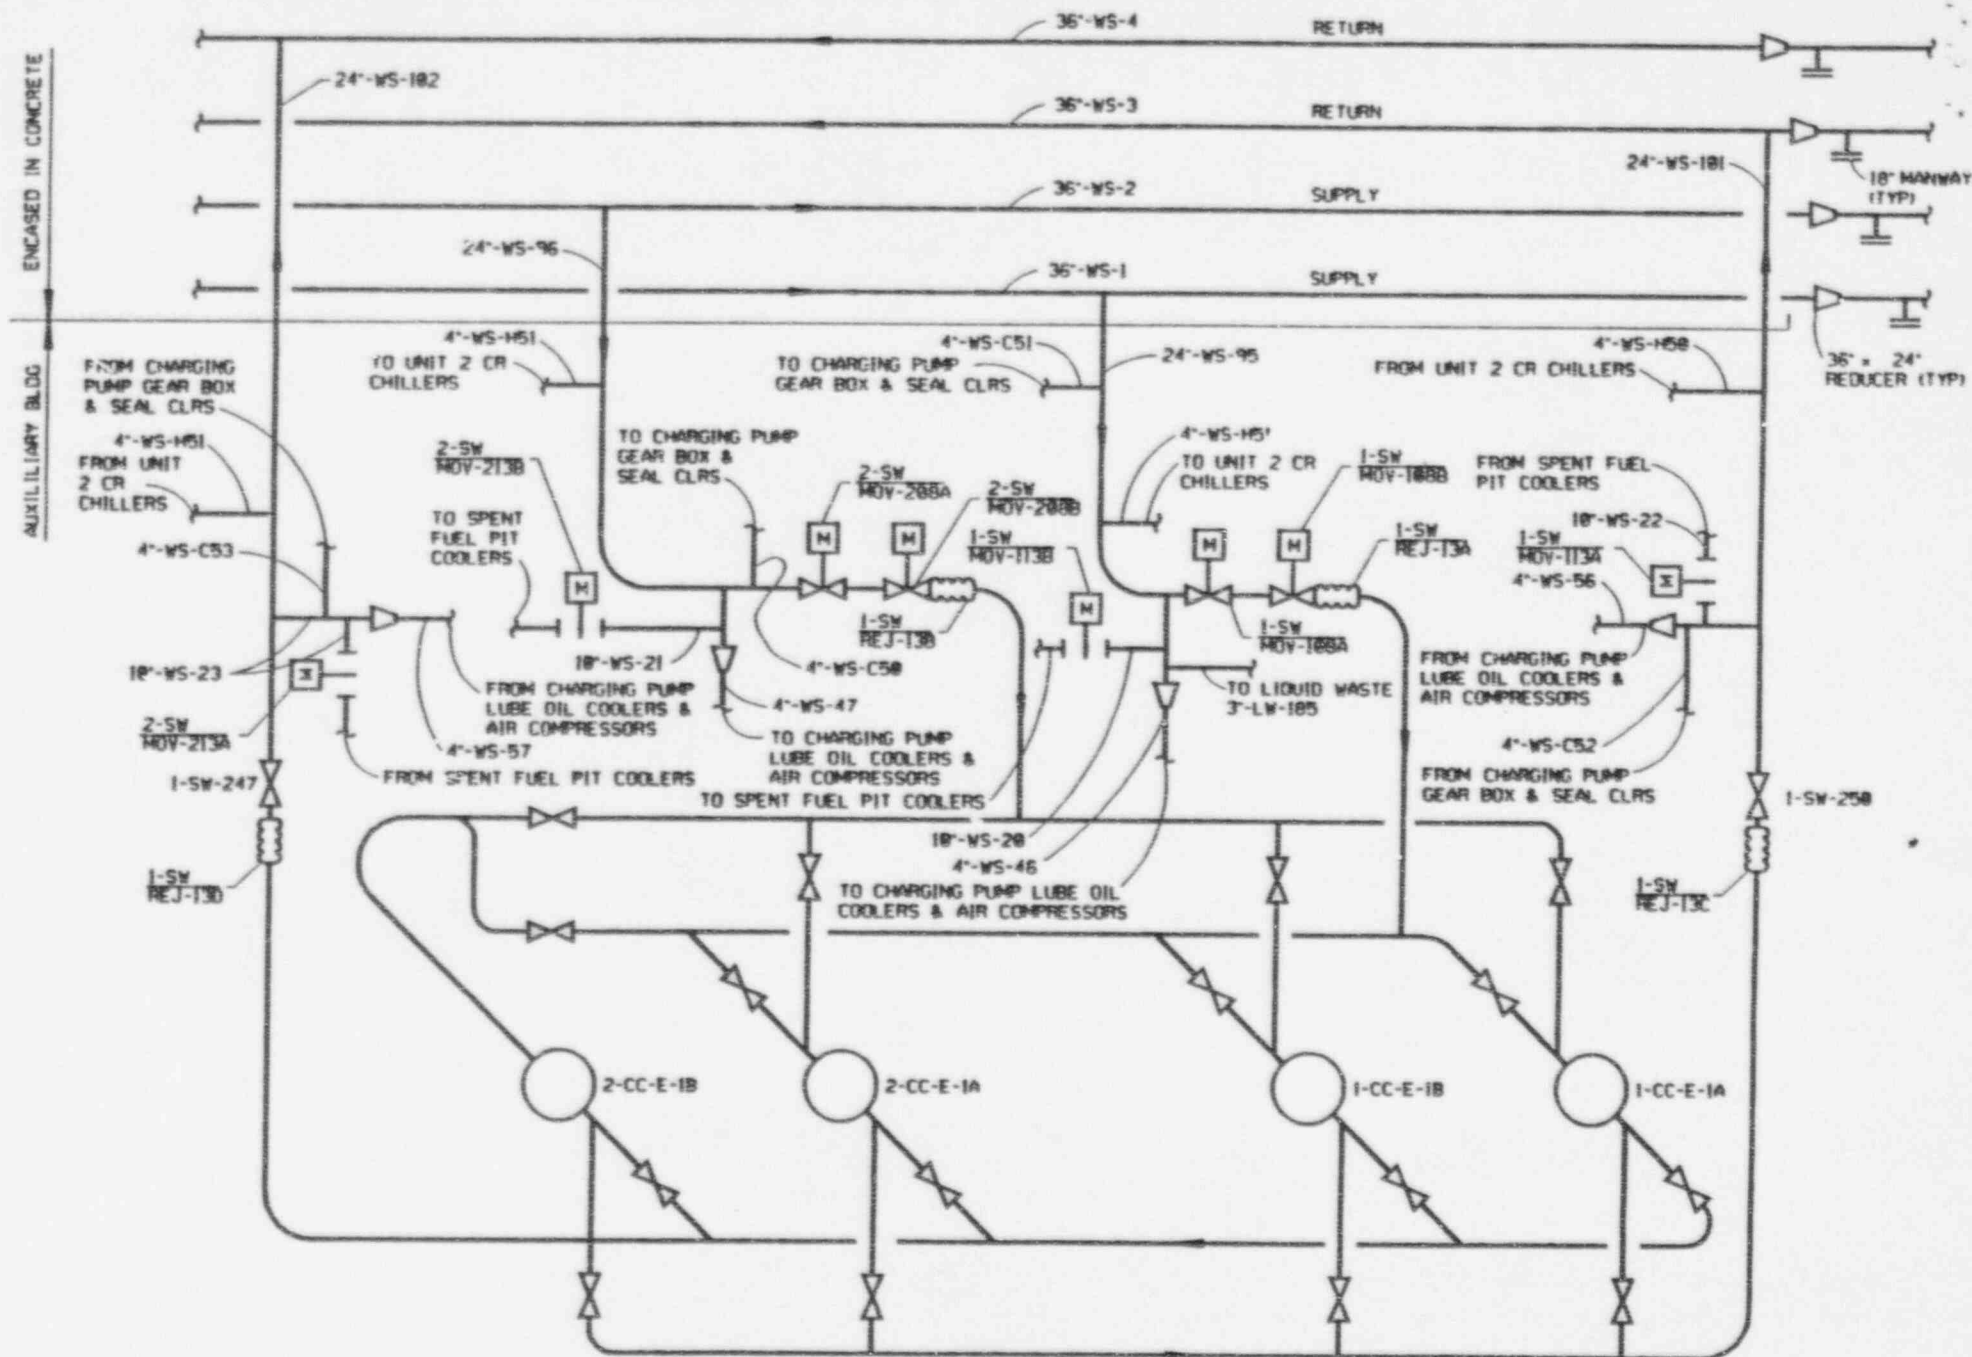 36"-WS-4
RETURN
36"-WS-3
RETURN
24"-WS-102
24"-WS-101
18" MANWAY
(TYP)
36"-WS-2
SUPPLY
24"-WS-96
36"-WS-1
SUPPLY
ENCASED IN CONCRETE
AUXILILIARY BLDG
FROM CHARGING
PUMP GEAR BOX
& SEAL CLRS
4"-WS-H51
TO UNIT 2 CR
CHILLERS
4"-WS-C51
TO CHARGING PUMP
GEAR BOX & SEAL CLRS
24"-WS-95
4"-WS-H50
FROM UNIT 2 CR CHILLERS
36" x 24"
REDUCER (TYP)
4"-WS-H51
FROM UNIT
2 CR
CHILLERS
2-SW
MOV-213B
TO CHARGING PUMP
GEAR BOX &
SEAL CLRS
2-SW
MOV-208A
2-SW
MOV-208B
4"-WS-H5
TO UNIT 2 CR
CHILLERS
1-SW
MOV-108B
1-SW
REJ-13A
FROM SPENT FUEL
PIT COOLERS
10"-WS-22
TO SPENT
FUEL PIT
COOLERS
1-SW
MOV-113B
1-SW
MOV-113A
4"-WS-56
4"-WS-C53
M
M
M
M
M
M
M
M
1-SW
REJ-13B
1-SW
MOV-108A
10"-WS-23
10"-WS-21
4"-WS-C50
FROM CHARGING PUMP
LUBE OIL COOLERS &
AIR COMPRESSORS
FROM CHARGING PUMP
LUBE OIL COOLERS &
AIR COMPRESSORS
4"-WS-47
TO LIQUID WASTE
3"-LW-185
2-SW
MOV-213A
4"-WS-57
TO CHARGING PUMP
LUBE OIL COOLERS &
AIR COMPRESSORS
4"-WS-C52
FROM CHARGING PUMP
GEAR BOX & SEAL CLRS
FROM SPENT FUEL PIT COOLERS
1-SW-247
TO SPENT FUEL PIT COOLERS
1-SW-250
10"-WS-20
4"-WS-46
TO CHARGING PUMP LUBE OIL
COOLERS & AIR COMPRESSORS
1-SW
REJ-13D
1-SW
REJ-13C
2-CC-E-1B
2-CC-E-1A
1-CC-E-1B
1-CC-E-1A